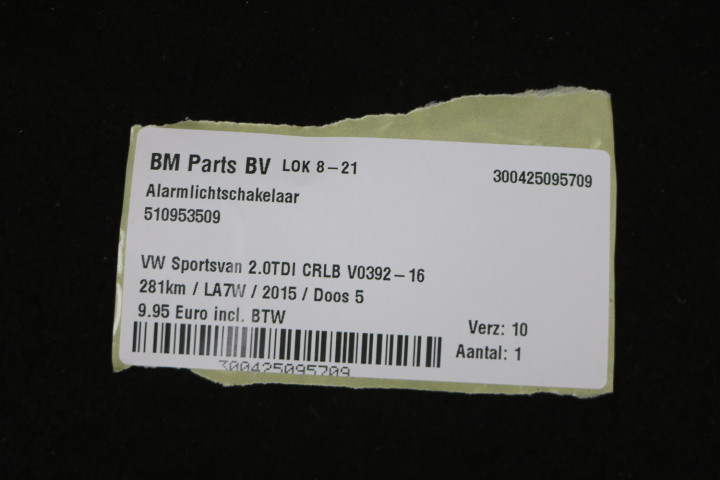 BM Parts BV LOK 8-21 300425095709
Alarmlichtschakelaar
510953509
VW Sportsvan 2.0TDI CRLB V0392-16
281km / LA7W / 2015 / Doos 5
9.95 Euro incl. BTW
Verz: 10
Aantal: 1
300425095709